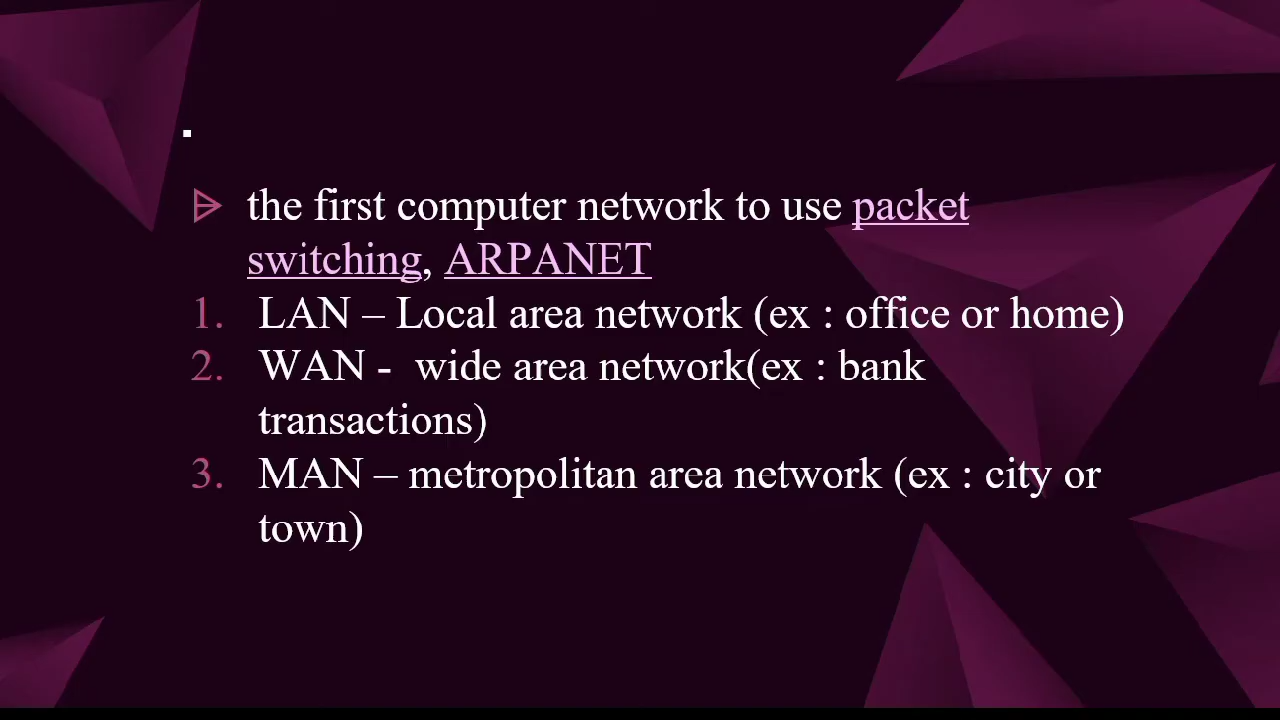 .
the first computer network to use packet
switching, ARPANET
1. LAN – Local area network (ex : office or home)
2. WAN -  wide area network(ex : bank
transactions)
3. MAN – metropolitan area network (ex : city or
town)